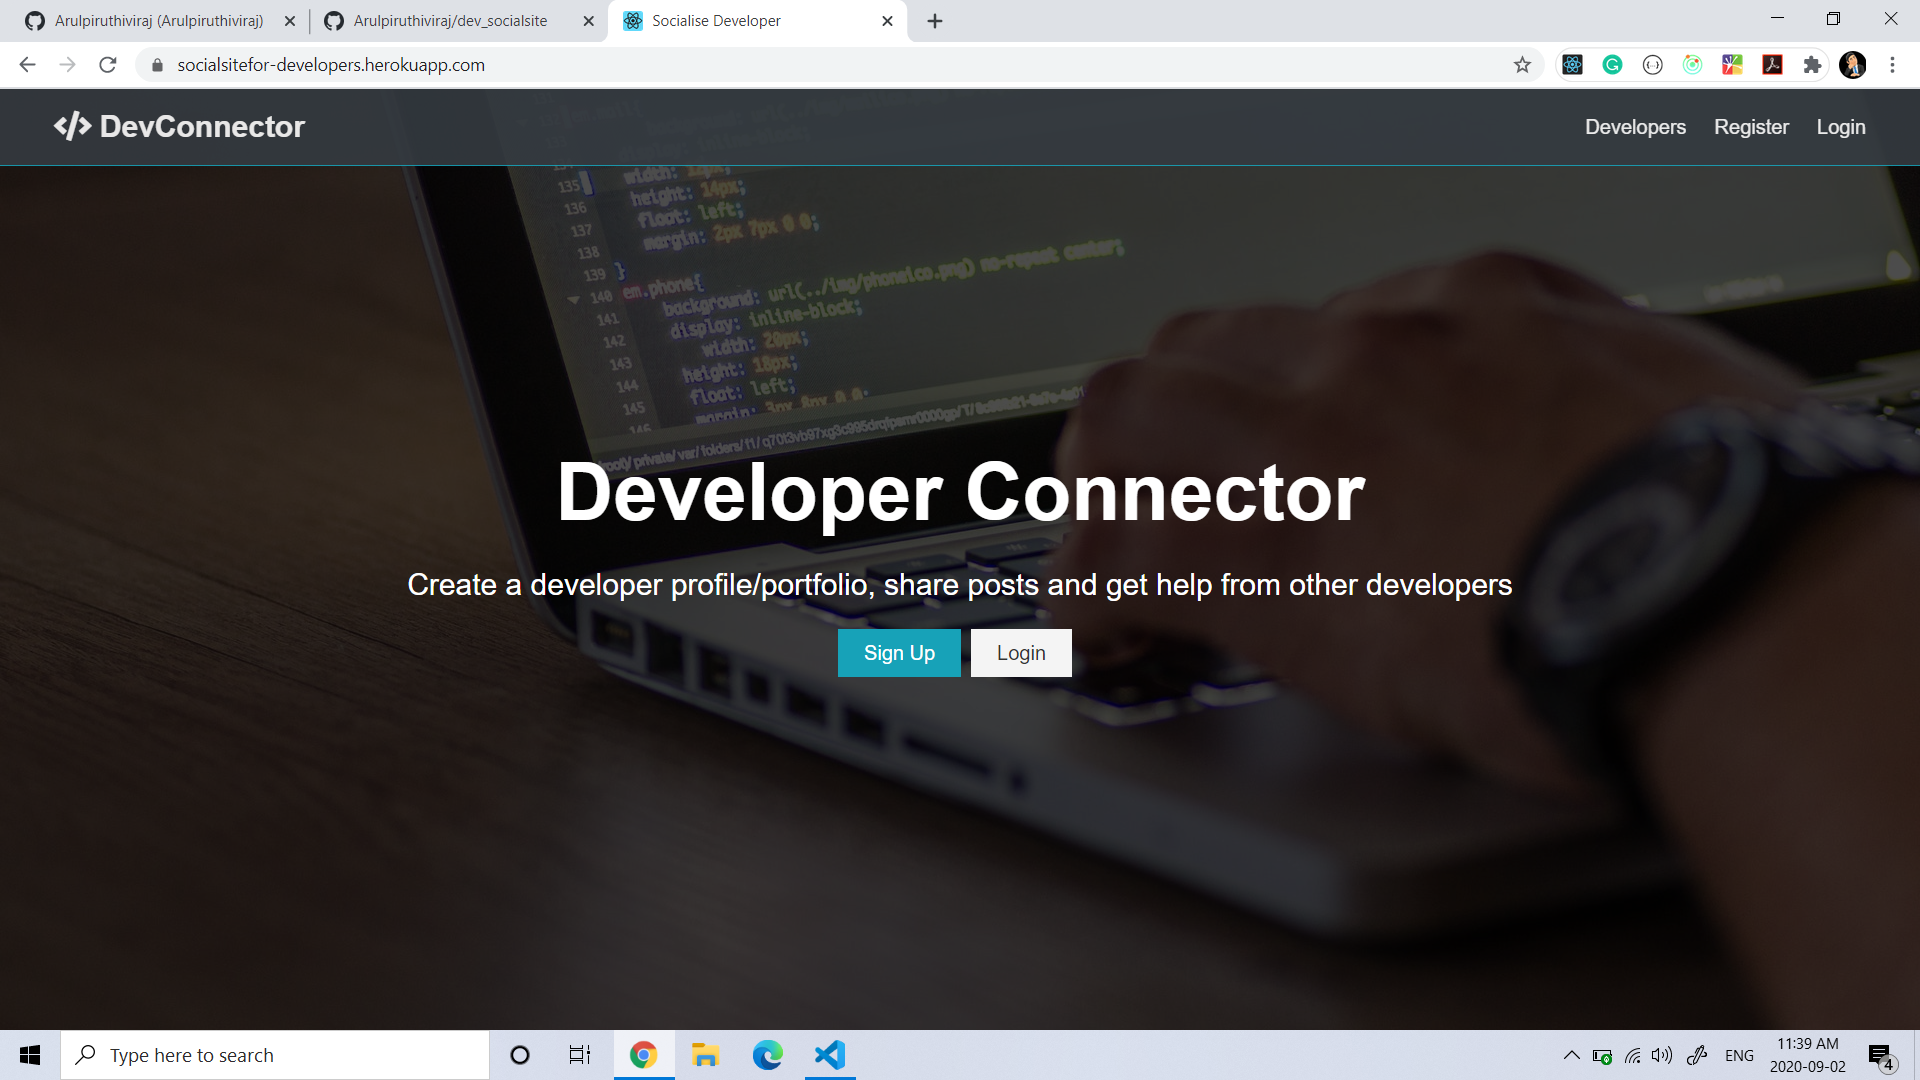 Arulpiruthiviraj (Arulpiruthiviraj)
Arulpiruthiviraj/dev_socialsite
Socialise Developer
socialsitefor-developers.herokuapp.com
DevConnector
Developers
Register
Login
width: 12px;
135
height: 14px;
136
float: left;
137
margin: 2px 7px 0 0;
138
139 }
140 em.phone{
background: url(../img/phoneico.png) no-repeat center;
141
display: inline-block;
142
width: 20px;
143
height: 18px;
144
float: left;
145
margin: 3px 8px 0 0;
146
Developer Connector
Create a developer profile/portfolio, share posts and get help from other developers
Sign Up
Login
Type here to search
ENG
11:39 AM
2020-09-02
4